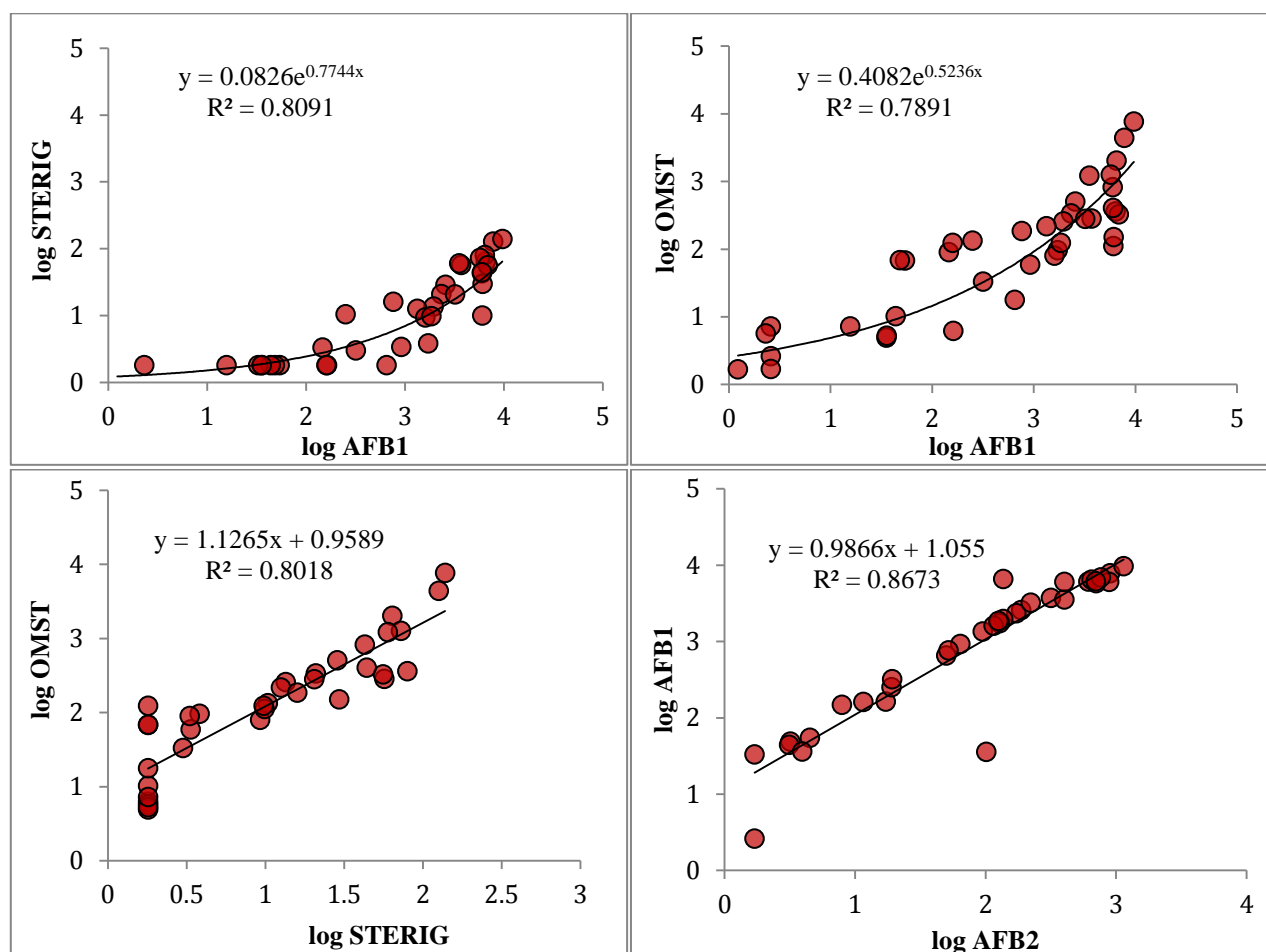 y = 0.0826e^0.7744x
R² = 0.8091
log STERIG
5
4
3
2
1
0
0 1 2 3 4 5
log AFB1
y = 0.4082e^0.5236x
R² = 0.7891
log OMST
5
4
3
2
1
0
0 1 2 3 4 5
log AFB1
y = 1.1265x + 0.9589
R² = 0.8018
log OMST
5
4
3
2
1
0
0 0.5 1 1.5 2 2.5 3
log STERIG
y = 0.9866x + 1.055
R² = 0.8673
log AFB1
5
4
3
2
1
0
0 1 2 3 4
log AFB2